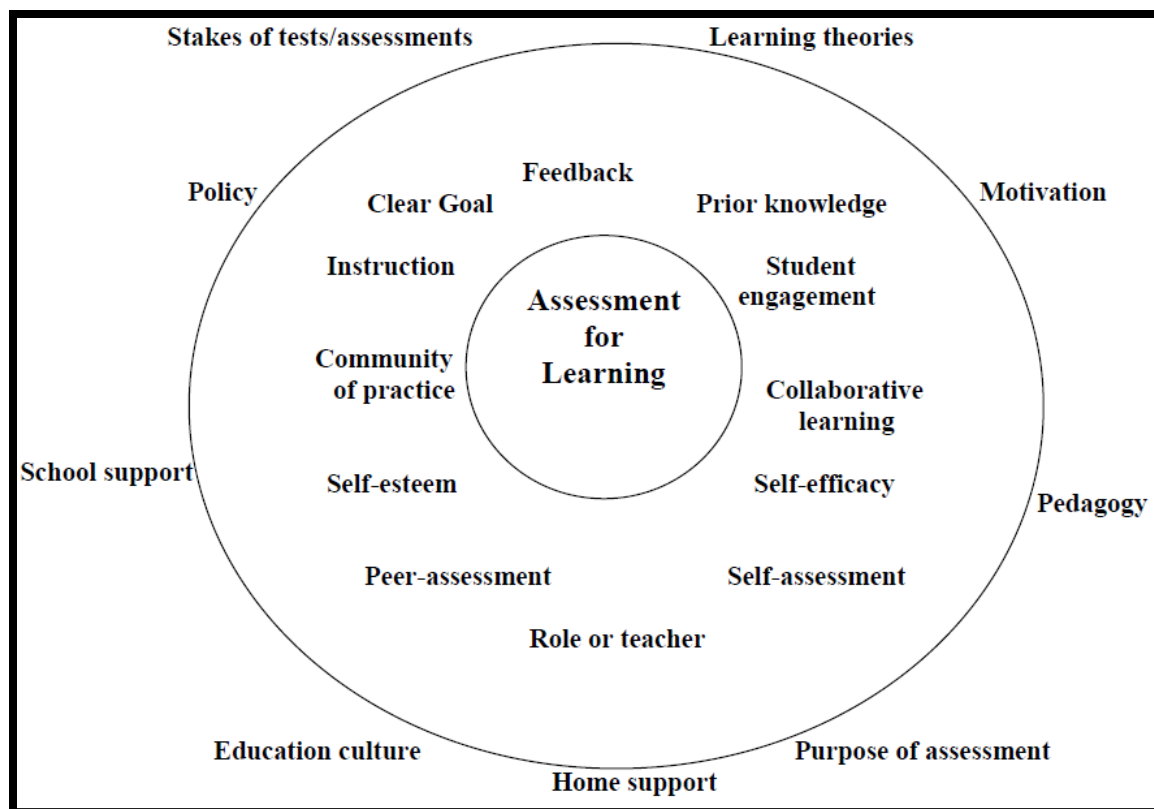 Stakes of tests/assessments
Learning theories
Feedback
Policy
Clear Goal
Prior knowledge
Motivation
Instruction
Student
engagement
Assessment
for
Learning
Community
of practice
Collaborative
learning
School support
Self-esteem
Self-efficacy
Pedagogy
Peer-assessment
Self-assessment
Role or teacher
Education culture
Purpose of assessment
Home support